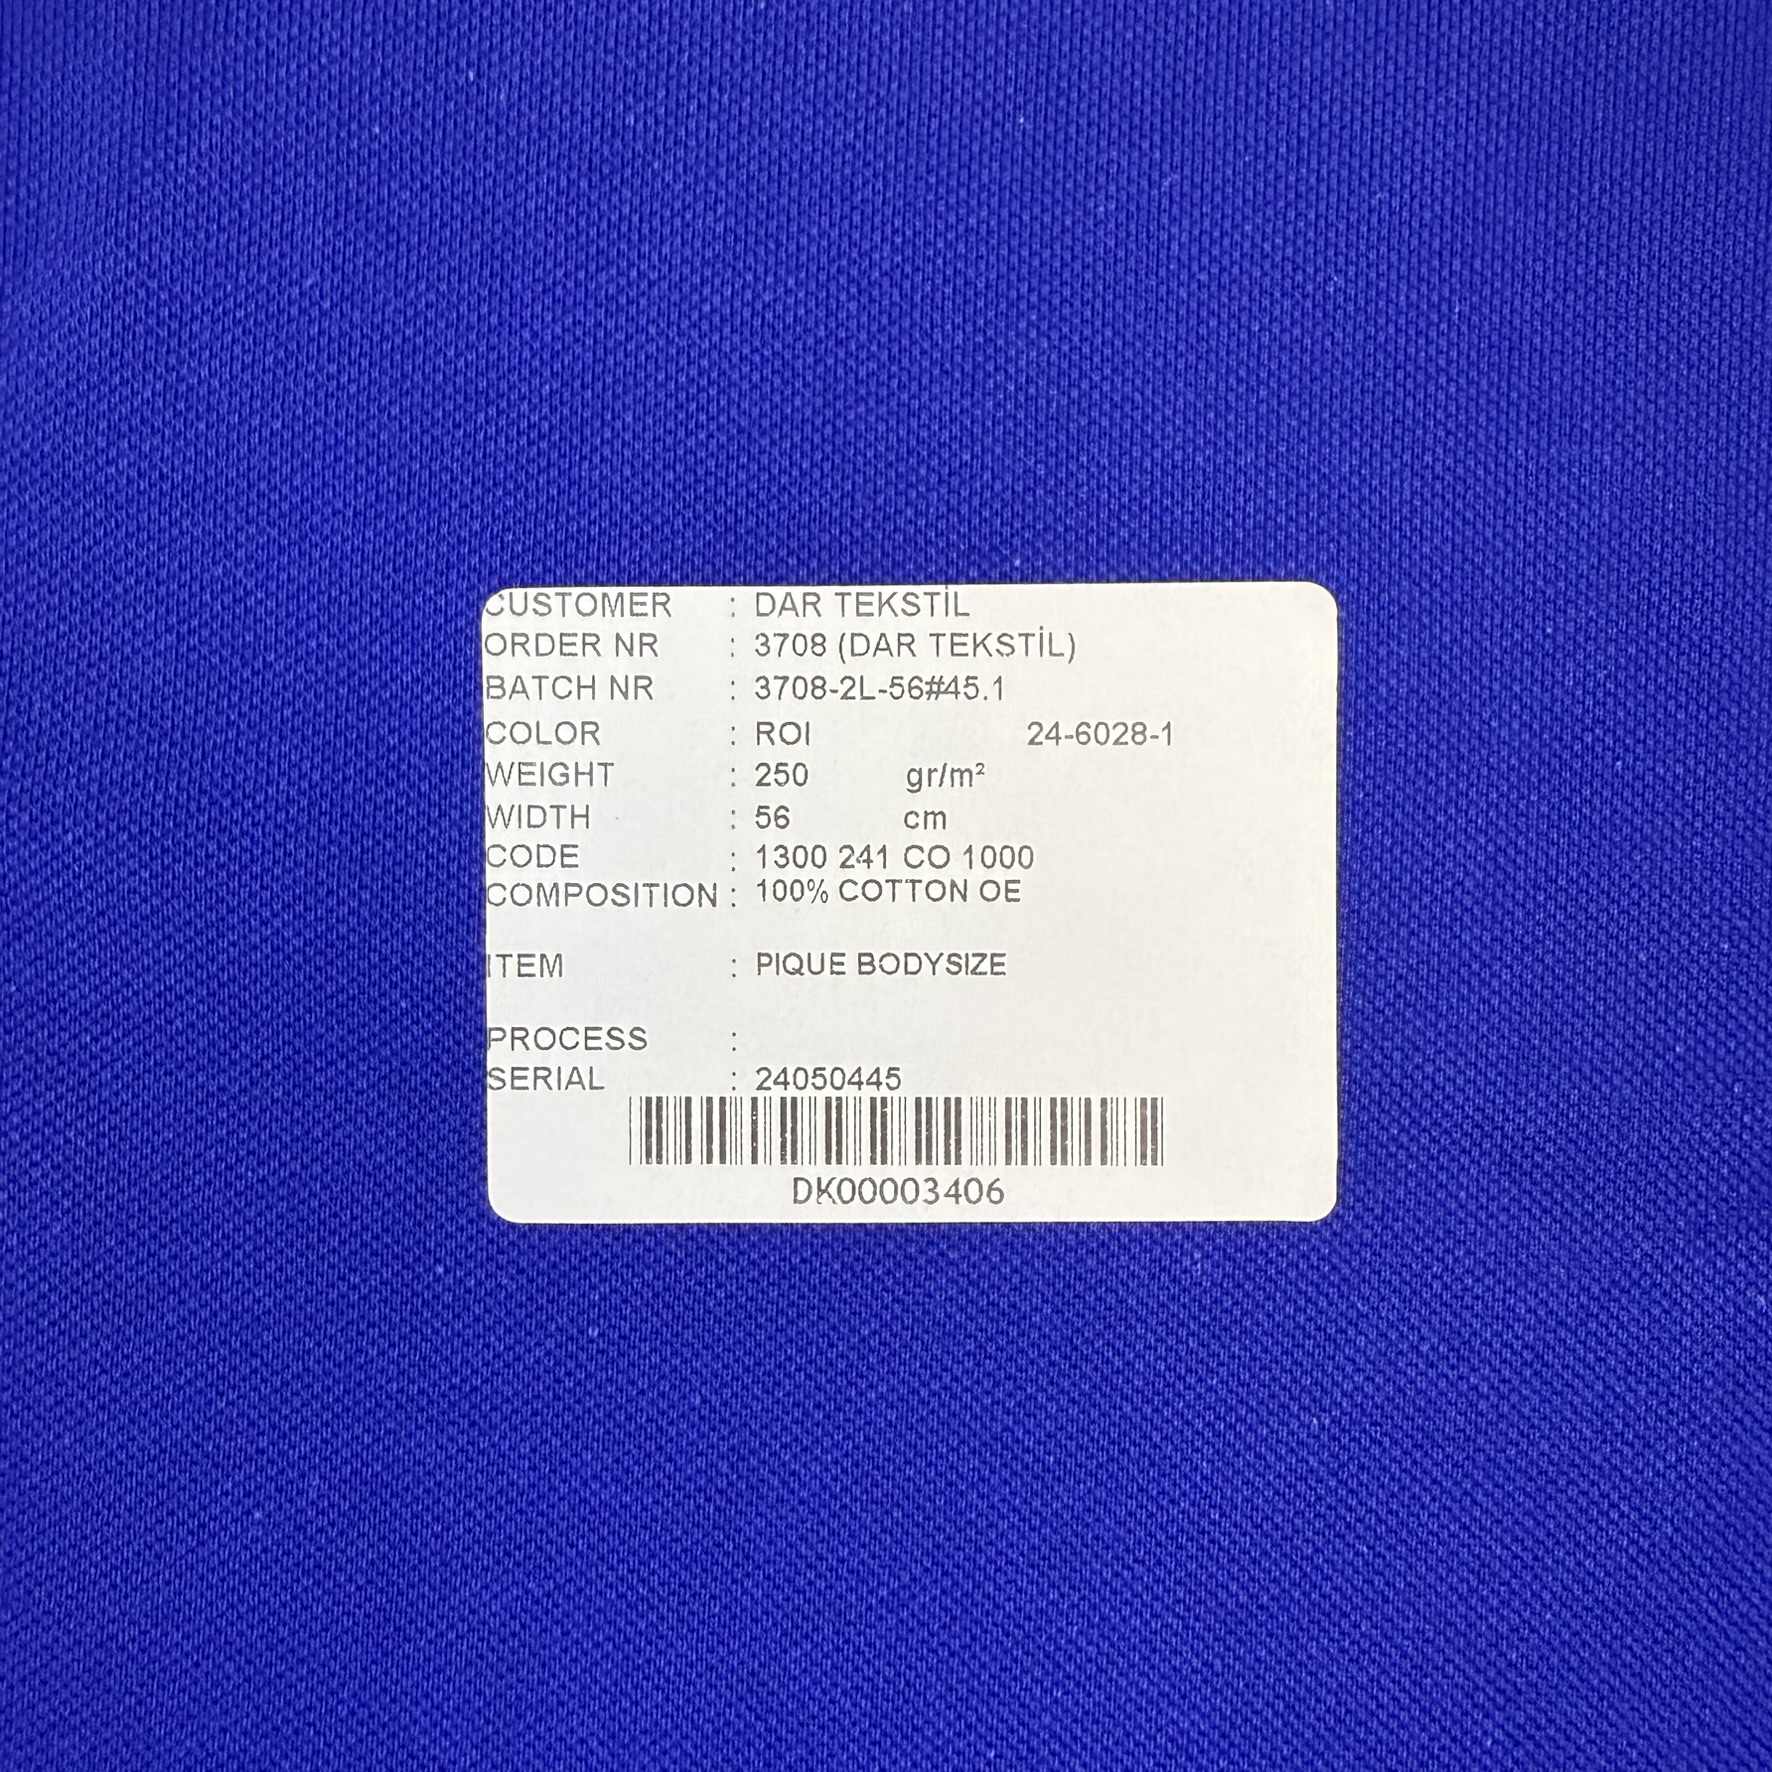 CUSTOMER : DAR TEKSTİL
ORDER NR : 3708 (DAR TEKSTİL)
BATCH NR : 3708-2L-56#45.1
COLOR : ROI 24-6028-1
WEIGHT : 250 gr/m²
WIDTH : 56 cm
CODE : 1300 241 CO 1000
COMPOSITION : 100% COTTON OE
ITEM : PIQUE BODYSIZE
PROCESS :
SERIAL : 24050445
DK00003406